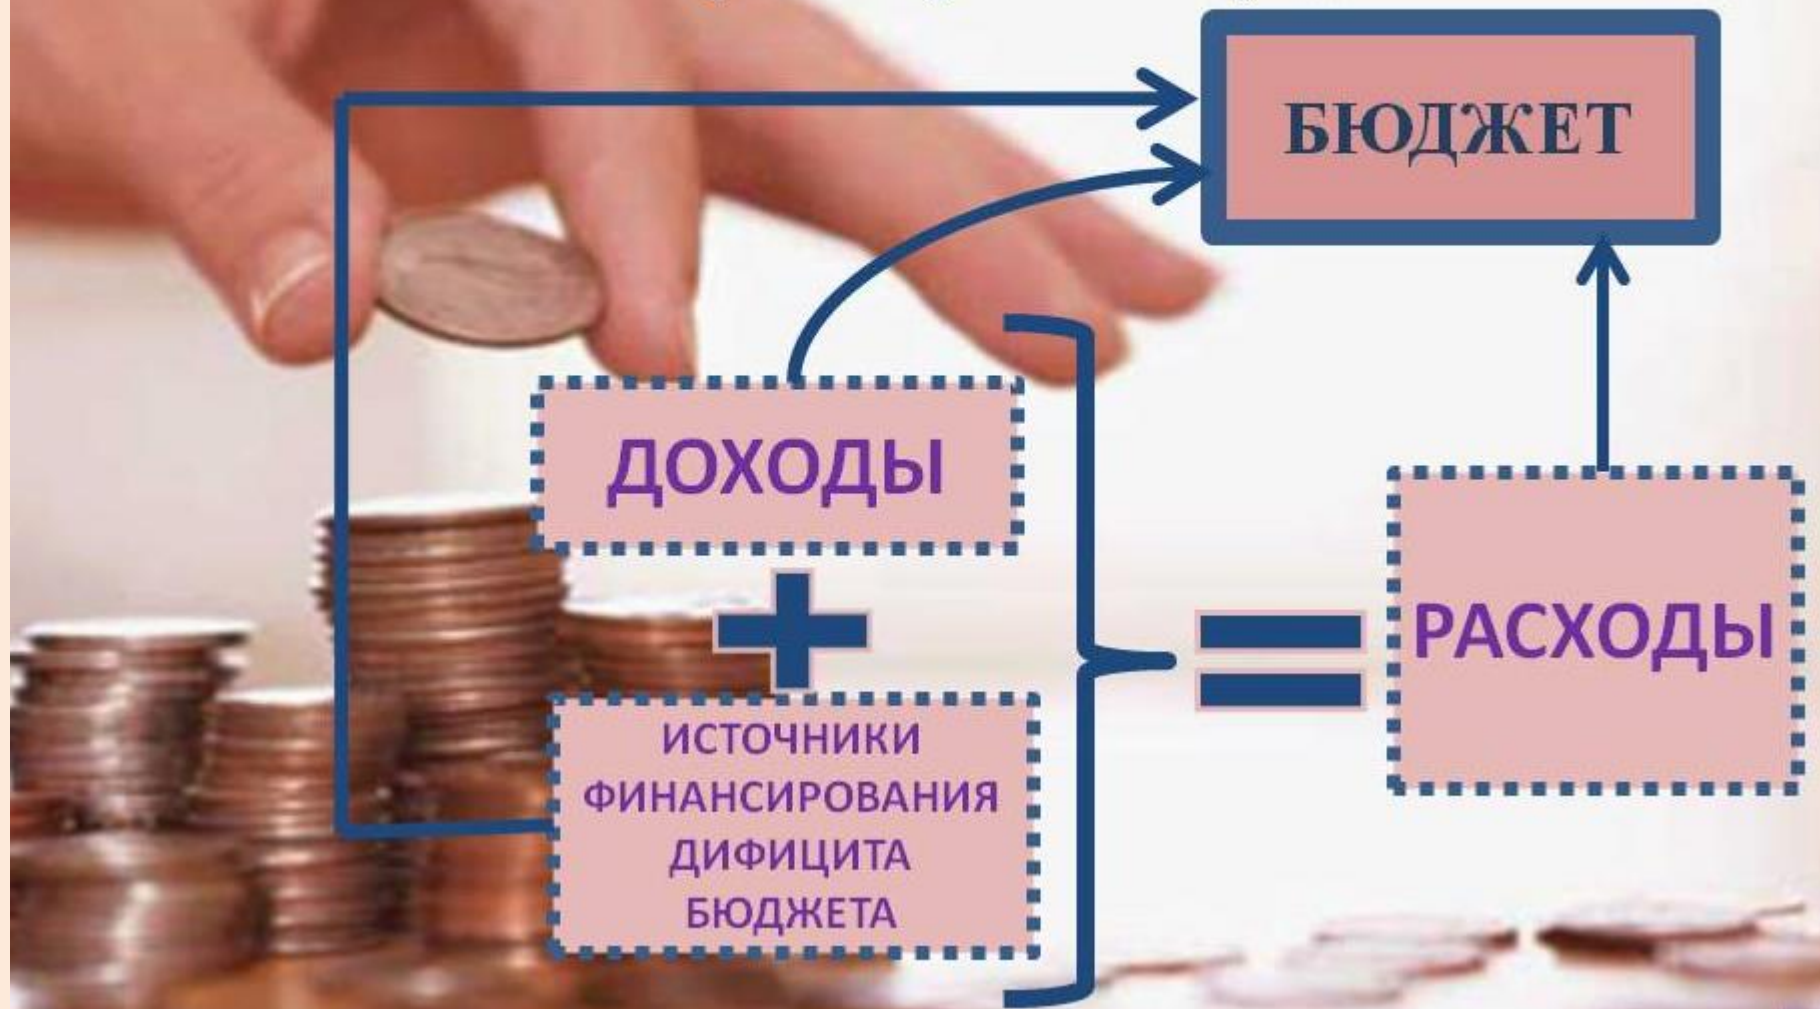 БЮДЖЕТ
ДОХОДЫ
РАСХОДЫ
ИСТОЧНИКИ
ФИНАНСИРОВАНИЯ
ДИФИЦИТА
БЮДЖЕТА